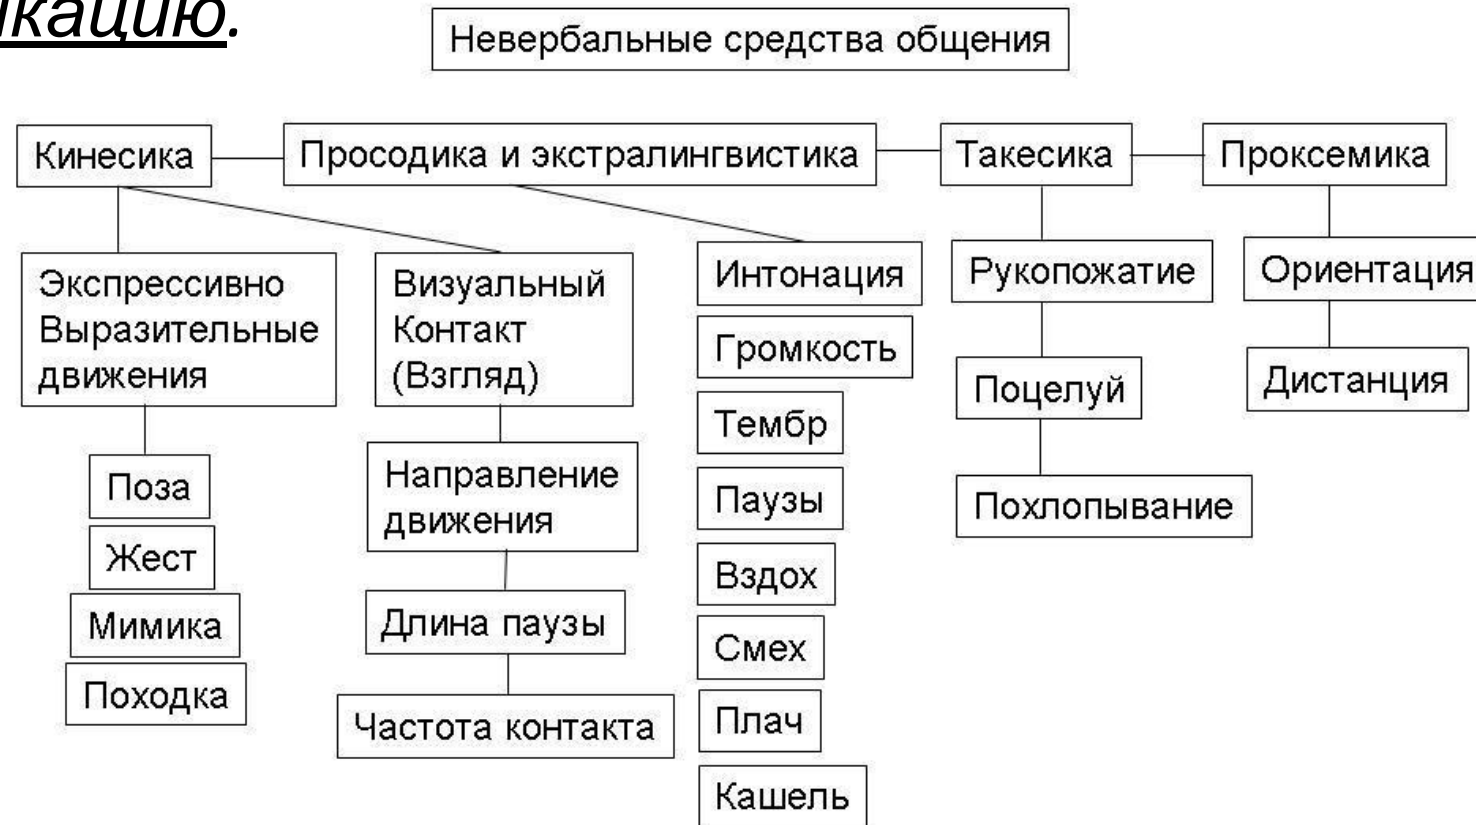 икацию.
Невербальные средства общения
Кинесика
Просодика и экстралингвистика
Такесика
Проксемика
Экспрессивно
Выразительные
движения
Поза
Жест
Мимика
Походка
Визуальный
Контакт
(Взгляд)
Направление
движения
Длина паузы
Частота контакта
Интонация
Громкость
Тембр
Паузы
Вздох
Смех
Плач
Кашель
Рукопожатие
Поцелуй
Похлопывание
Ориентация
Дистанция